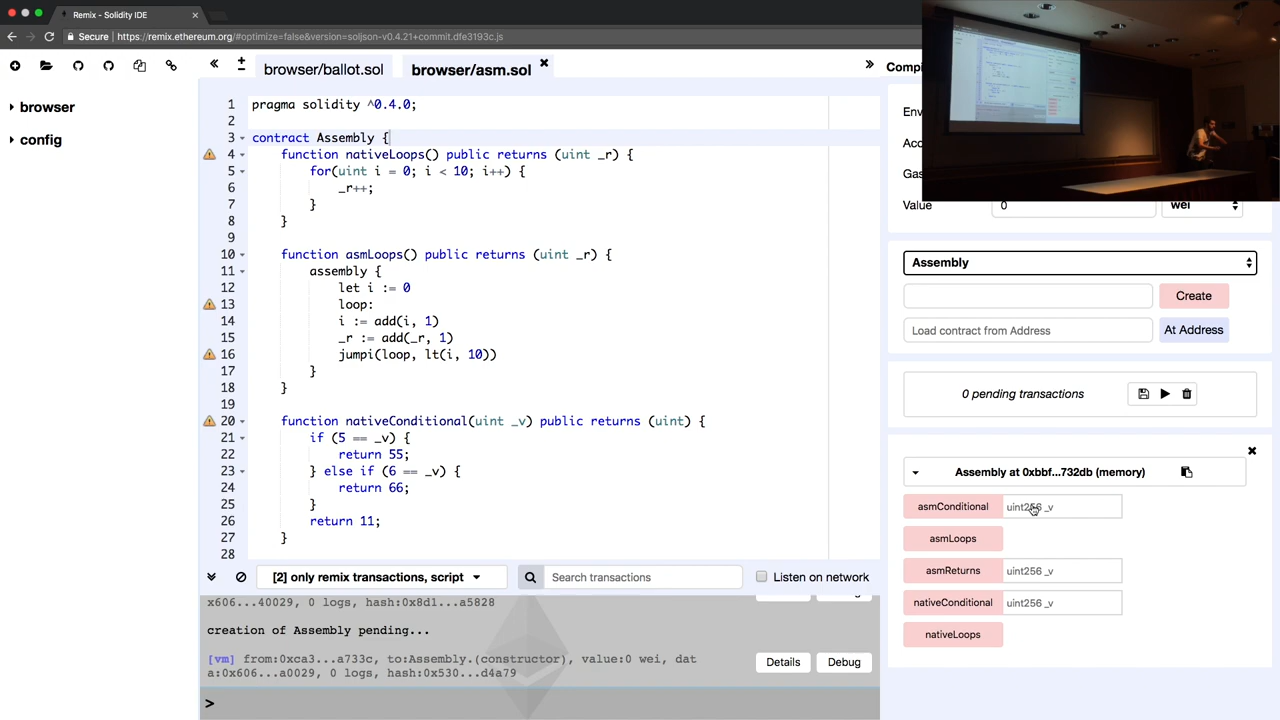 Remix - Solidity IDE
Secure https://remix.ethereum.org/#optimize=false&version=soljson-v0.4.21+commit.dfe3193c.js
browser/ballot.sol browser/asm.sol
browser
config
1 pragma solidity ^0.4.0;
2
3 contract Assembly {
4 function nativeLoops() public returns (uint _r) {
5 for(uint i = 0; i < 10; i++) {
6 _r++;
7 }
8 }
9
10 function asmLoops() public returns (uint _r) {
11 assembly {
12 let i := 0
13 loop:
14 i := add(i, 1)
15 _r := add(_r, 1)
16 jumpi(loop, lt(i, 10))
17 }
18 }
19
20 function nativeConditional(uint _v) public returns (uint) {
21 if (5 == _v) {
22 return 55;
23 } else if (6 == _v) {
24 return 66;
25 }
26 return 11;
27 }
28
[2] only remix transactions, script
Search transactions
Listen on network
x606...40029, 0 logs, hash:0x8d1...a5828
creation of Assembly pending...
[vm] from:0xca3...a733c, to:Assembly.(constructor), value:0 wei, dat
a:0x606...a0029, 0 logs, hash:0x530...d4a79
Details Debug
>
Compi
Env
Acco
Gas
Value 0 wei
Assembly
Create
Load contract from Address At Address
0 pending transactions
Assembly at 0xbbf...732db (memory)
asmConditional uint256 _v
asmLoops
asmReturns uint256 _v
nativeConditional uint256 _v
nativeLoops